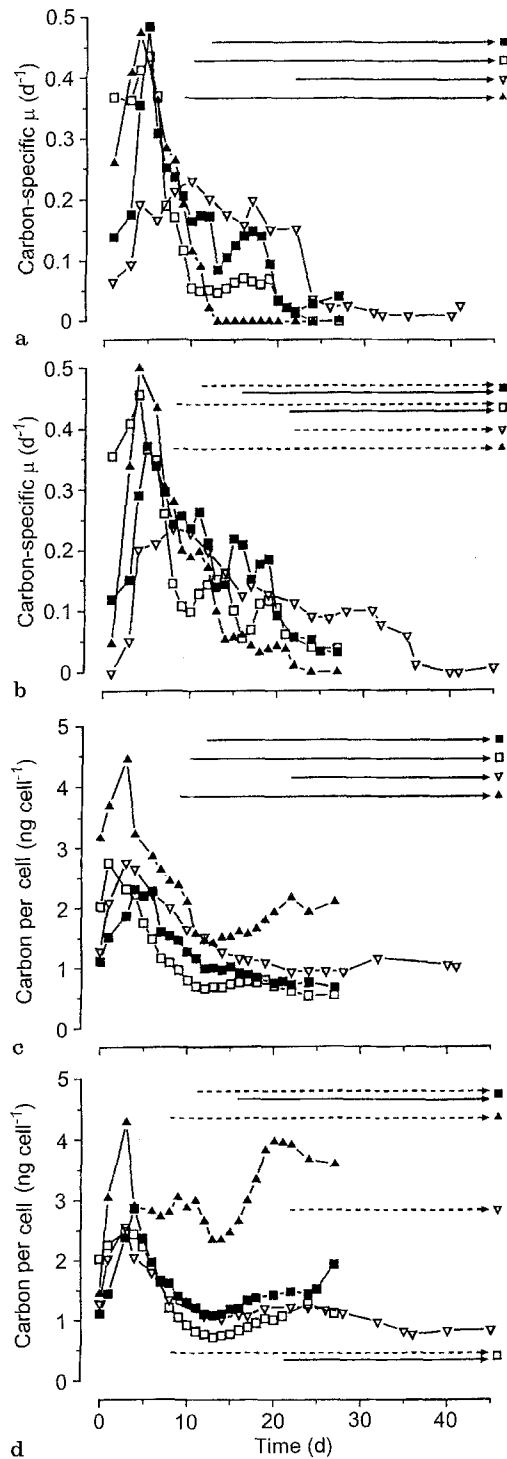 0.5
0.4
0.3
0.2
0.1
0
Carbon-specific μ (d⁻¹)
a
0.5
0.4
0.3
0.2
0.1
0
Carbon-specific μ (d⁻¹)
b
5
4
3
2
1
0
Carbon per cell (ng cell⁻¹)
c
5
4
3
2
1
0
Carbon per cell (ng cell⁻¹)
0 10 20 30 40
Time (d)
d